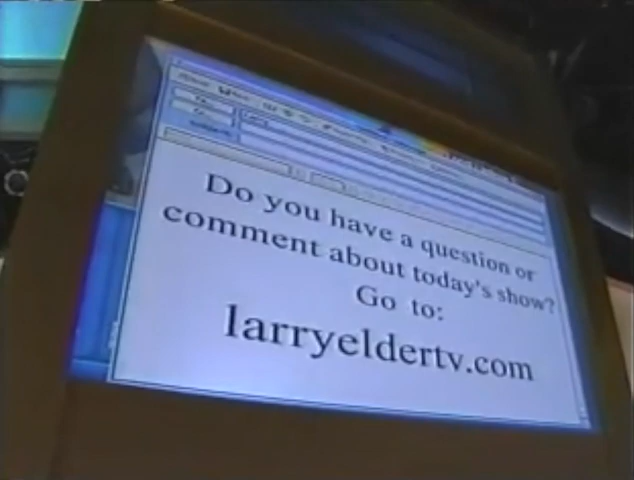 Do you have a question or
comment about today's show?
Go to:
larryeldertv.com